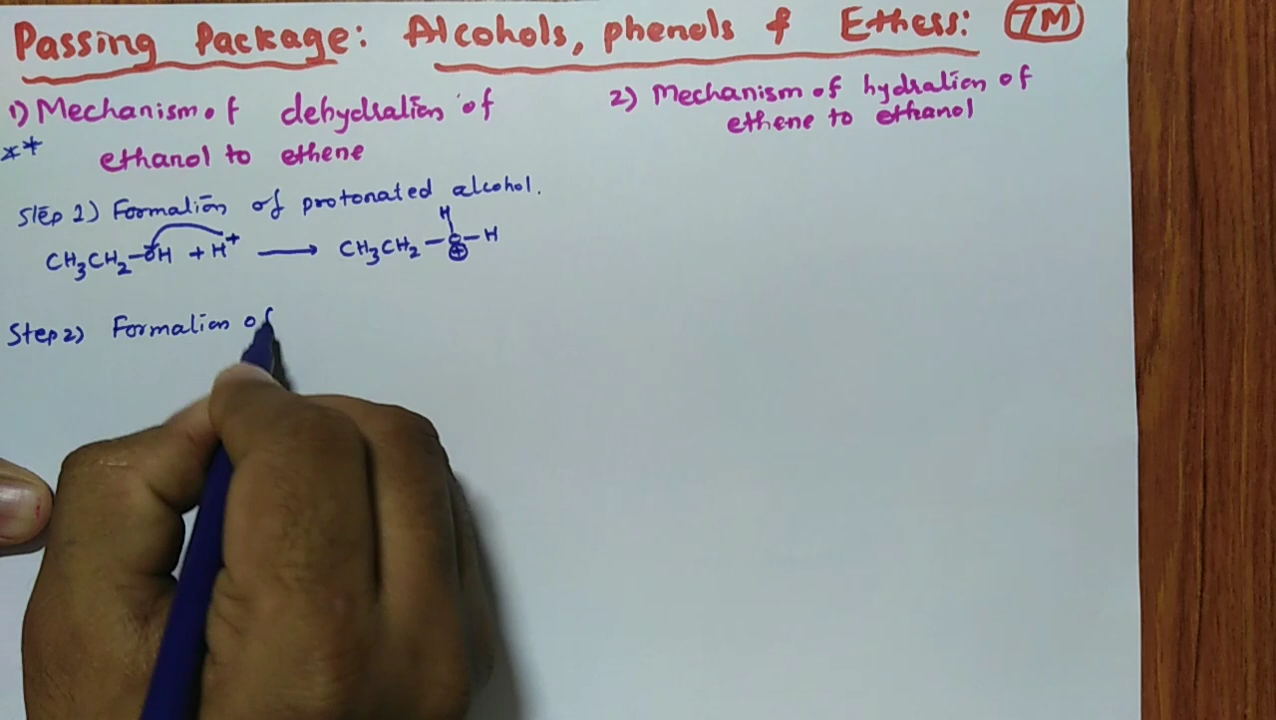 Passing Package: Alcohols, phenols & Ethers: 7M
1) Mechanism of dehydration of
** ethanol to ethene
Step 1) Formation of protonated alcohol.
CH3CH2-OH + H+ ⟶ CH3CH2-O-H
H
⊕
Step 2) Formation of
2) Mechanism of hydration of
ethene to ethanol